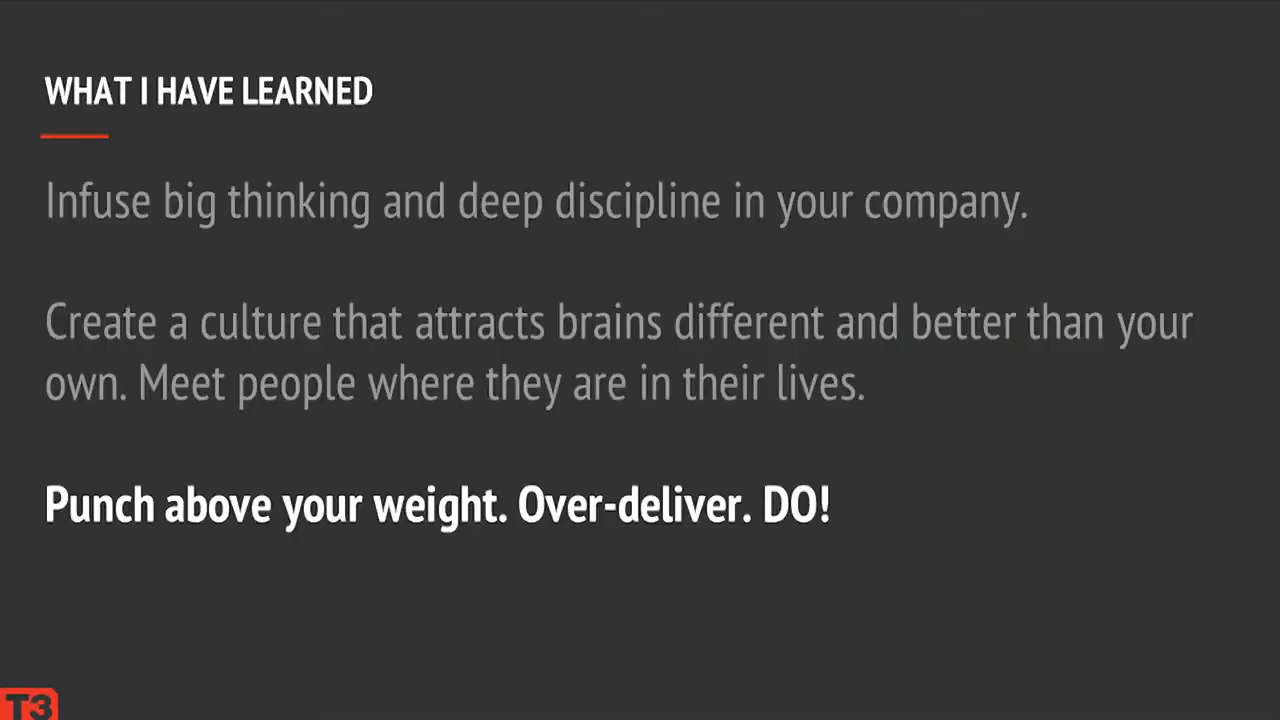 WHAT I HAVE LEARNED
Infuse big thinking and deep discipline in your company.
Create a culture that attracts brains different and better than your
own. Meet people where they are in their lives.
Punch above your weight. Over-deliver. DO!
T3